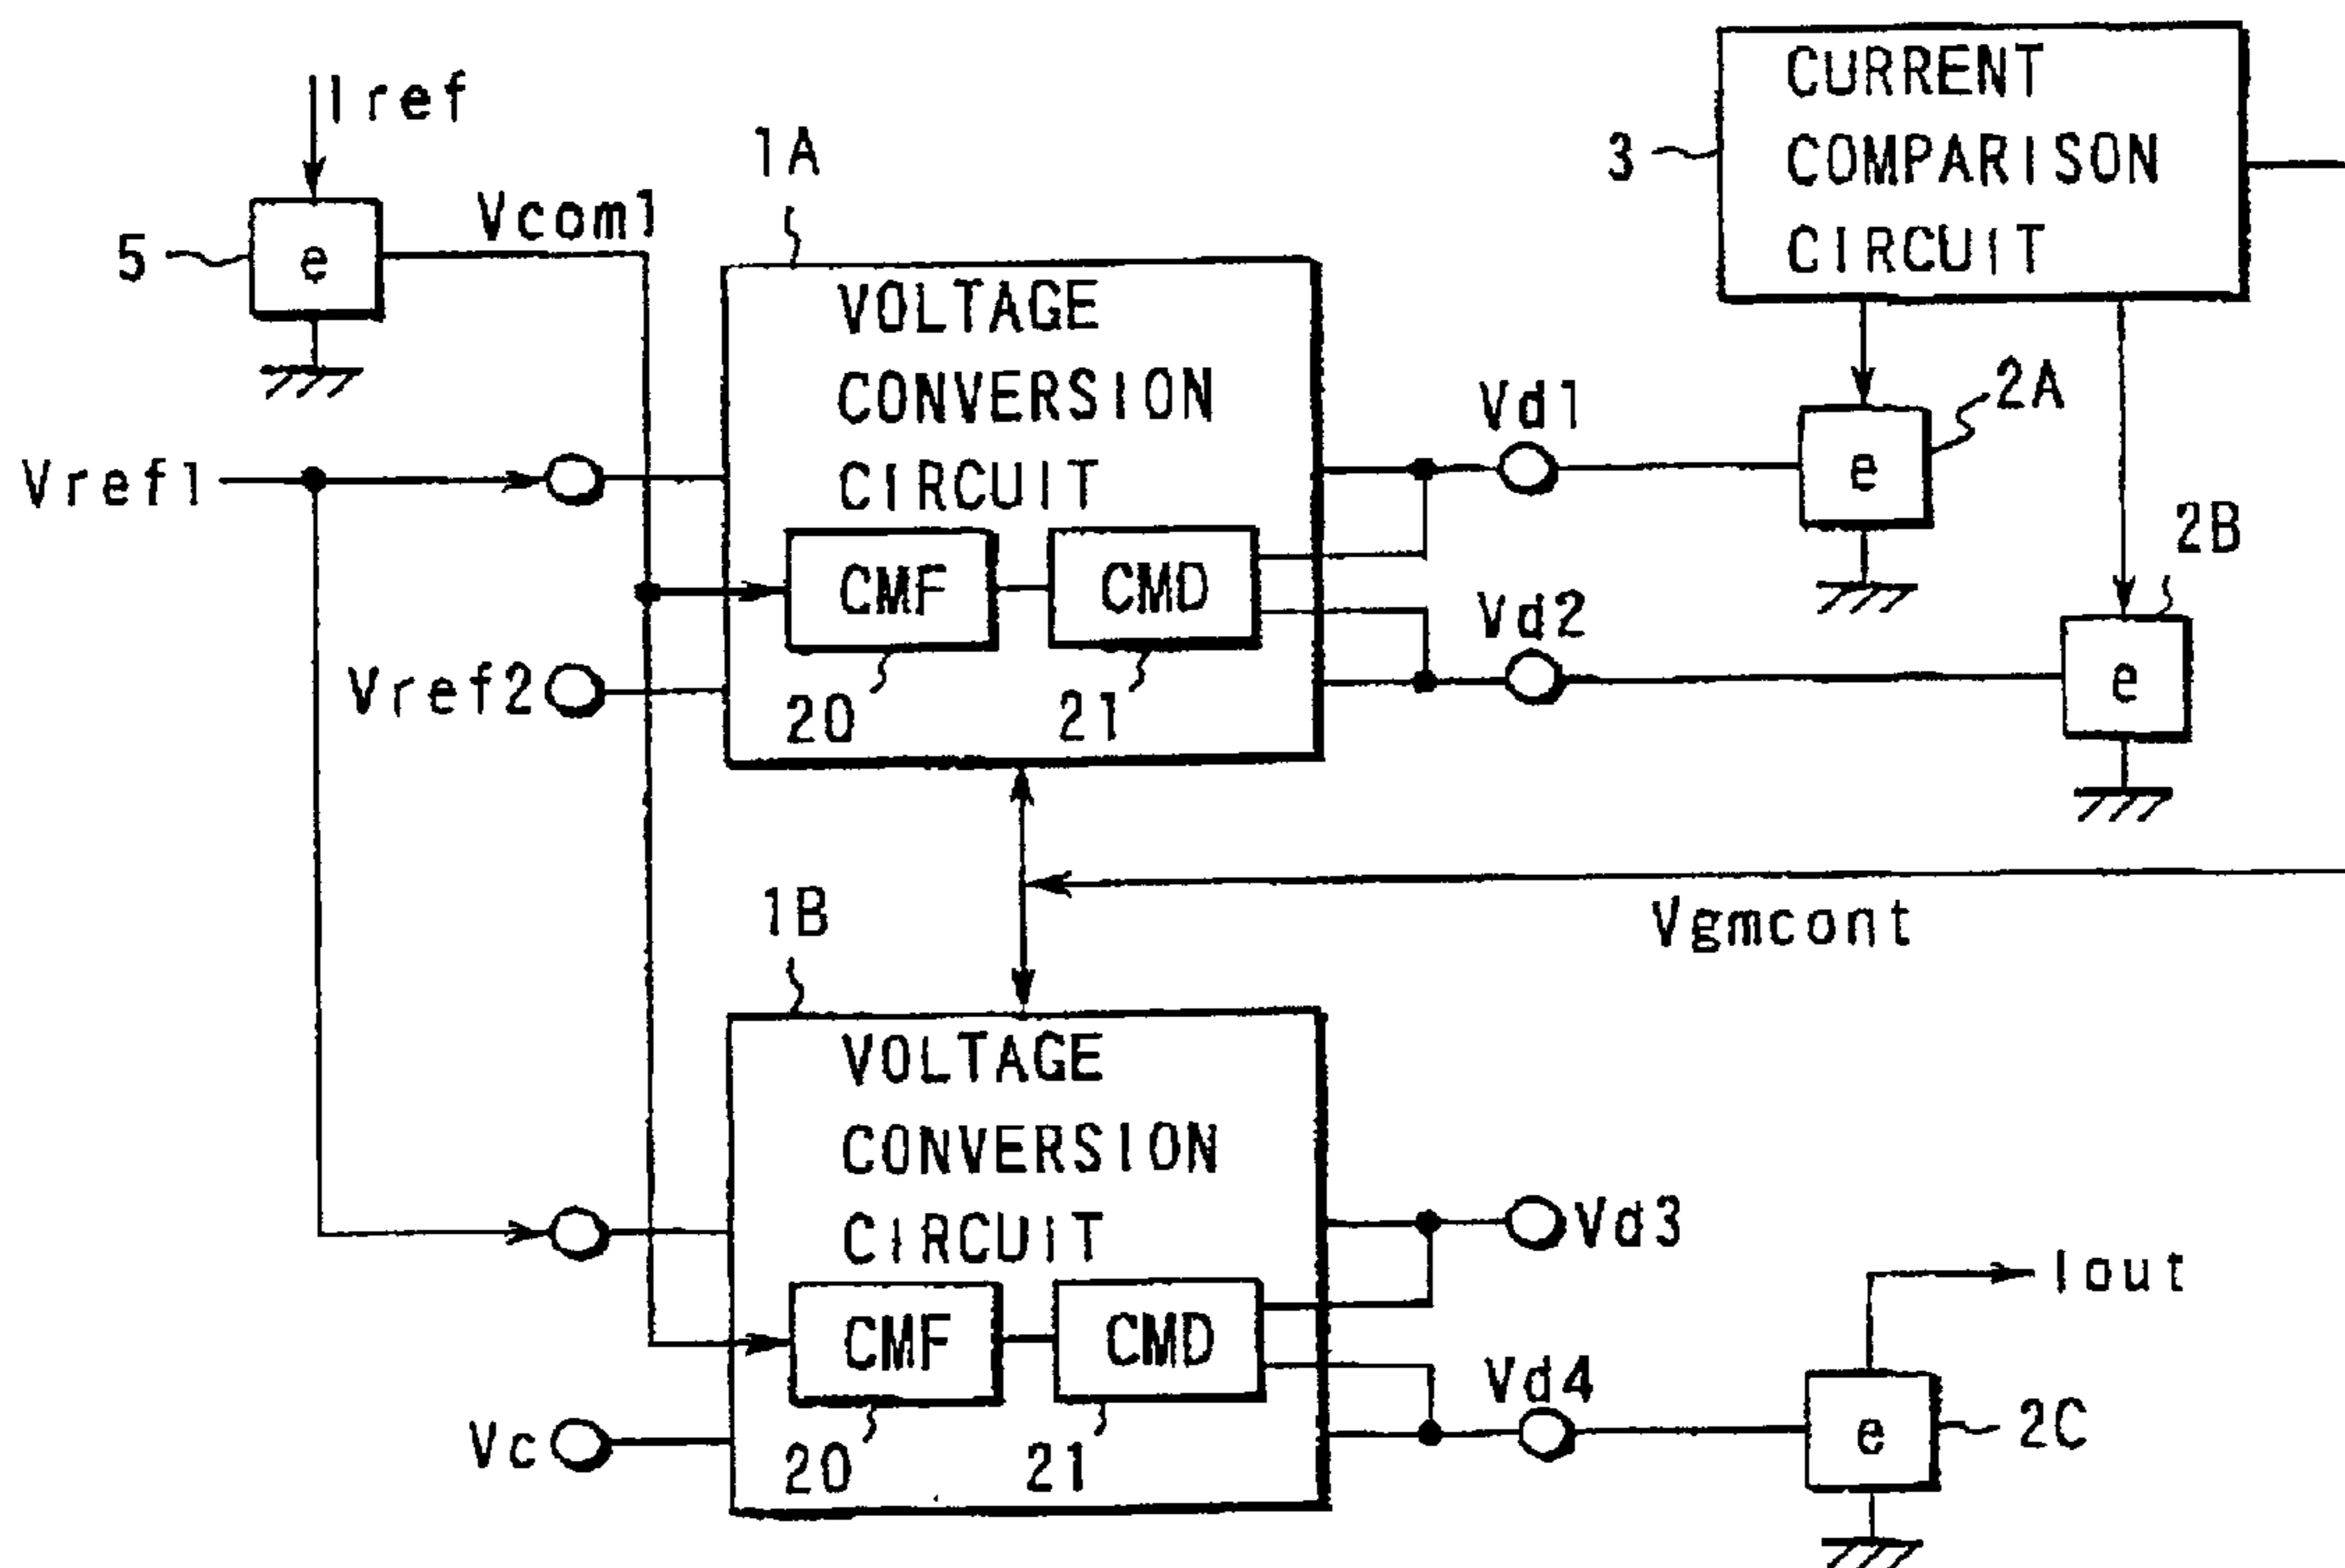 Iref
5
e
Vcom1
1A
VOLTAGE
CONVERSION
CIRCUIT
CMF
CMD
20
21
Vref1
Vref2
3
CURRENT
COMPARISON
CIRCUIT
Vd1
Vd2
e
2A
2B
e
Vgmcont
1B
VOLTAGE
CONVERSION
CIRCUIT
CMF
CMD
20
21
Vc
Vd3
Vd4
Iout
e
2C